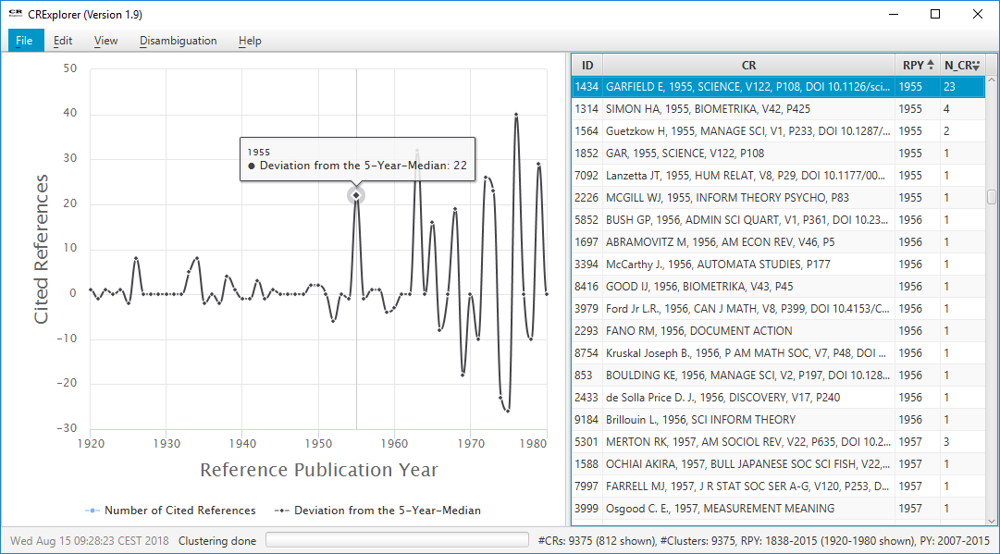 CR CRExplorer (Version 1.9)
File Edit View Disambiguation Help
50
40
30
20
10
0
−10
−20
−30
Cited References
1955
Deviation from the 5-Year-Median: 22
1920 1930 1940 1950 1960 1970 1980
Reference Publication Year
Number of Cited References Deviation from the 5-Year-Median
ID CR RPY N_CR
1434 GARFIELD E, 1955, SCIENCE, V122, P108, DOI 10.1126/sci... 1955 23
1314 SIMON HA, 1955, BIOMETRIKA, V42, P425 1955 4
1564 Guetzkow H, 1955, MANAGE SCI, V1, P233, DOI 10.1287/... 1955 2
1852 GAR, 1955, SCIENCE, V122, P108 1955 1
7092 Lanzetta JT, 1955, HUM RELAT, V8, P29, DOI 10.1177/00... 1955 1
2226 MCGILL WJ, 1955, INFORM THEORY PSYCHO, P83 1955 1
5852 BUSH GP, 1956, ADMIN SCI QUART, V1, P361, DOI 10.23... 1956 1
1697 ABRAMOVITZ M, 1956, AM ECON REV, V46, P5 1956 1
3394 McCarthy J., 1956, AUTOMATA STUDIES, P177 1956 1
8416 GOOD IJ, 1956, BIOMETRIKA, V43, P45 1956 1
3979 Ford Jr L.R., 1956, CAN J MATH, V8, P399, DOI 10.4153/C... 1956 1
2293 FANO RM, 1956, DOCUMENT ACTION 1956 1
8754 Kruskal Joseph B., 1956, P AM MATH SOC, V7, P48, DOI ... 1956 1
853 BOULDING KE, 1956, MANAGE SCI, V2, P197, DOI 10.128... 1956 1
2433 de Solla Price D. J., 1956, DISCOVERY, V17, P240 1956 1
9184 Brillouin L., 1956, SCI INFORM THEORY 1956 1
5301 MERTON RK, 1957, AM SOCIOL REV, V22, P635, DOI 10.2... 1957 3
1588 OCHIAI AKIRA, 1957, BULL JAPANESE SOC SCI FISH, V22,... 1957 1
7997 FARRELL MJ, 1957, J R STAT SOC SER A-G, V120, P253, D... 1957 1
3999 Osgood C. E., 1957, MEASUREMENT MEANING 1957 1
Wed Aug 15 09:28:23 CEST 2018 Clustering done #CRs: 9375 (812 shown), #Clusters: 9375, RPY: 1838-2015 (1920-1980 shown), PY: 2007-2015